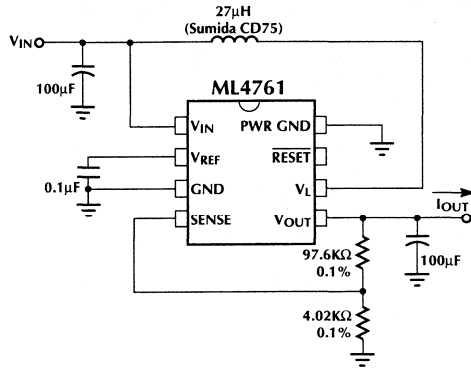 27µH
(Sumida CD75)
VIN
100µF
ML4761
VIN
PWR GND
VREF
RESET
0.1µF
GND
VL
SENSE
VOUT
IOUT
97.6KΩ
0.1%
100µF
4.02KΩ
0.1%